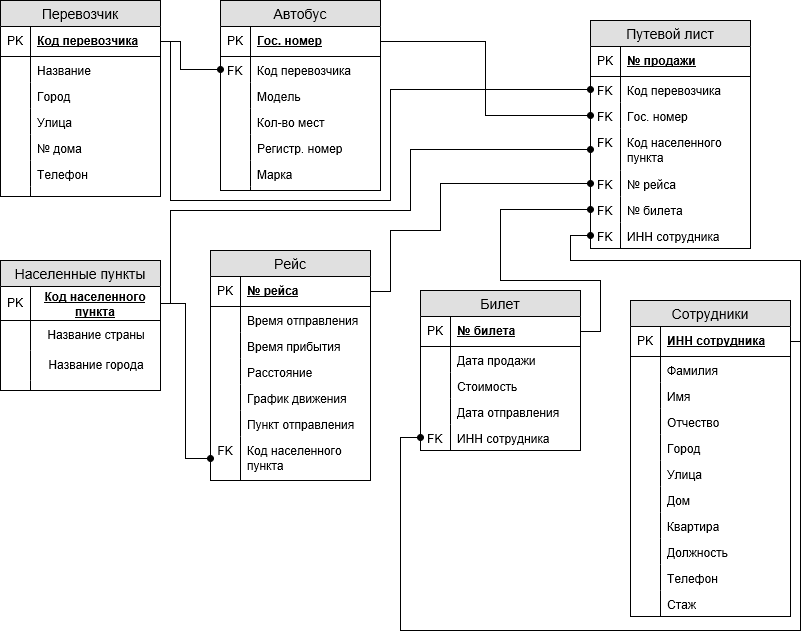 Перевозчик
PK Код перевозчика
Название
Город
Улица
№ дома
Телефон
Автобус
PK Гос. номер
FK Код перевозчика
Модель
Кол-во мест
Регистр. номер
Марка
Путевой лист
PK № продажи
FK Код перевозчика
FK Гос. номер
FK Код населенного
пункта
FK № рейса
FK № билета
FK ИНН сотрудника
Населенные пункты
PK Код населенного
пункта
Название страны
Название города
Рейс
PK № рейса
Время отправления
Время прибытия
Расстояние
График движения
Пункт отправления
FK Код населенного
пункта
Билет
PK № билета
Дата продажи
Стоимость
Дата отправления
FK ИНН сотрудника
Сотрудники
PK ИНН сотрудника
Фамилия
Имя
Отчество
Город
Улица
Дом
Квартира
Должность
Телефон
Стаж